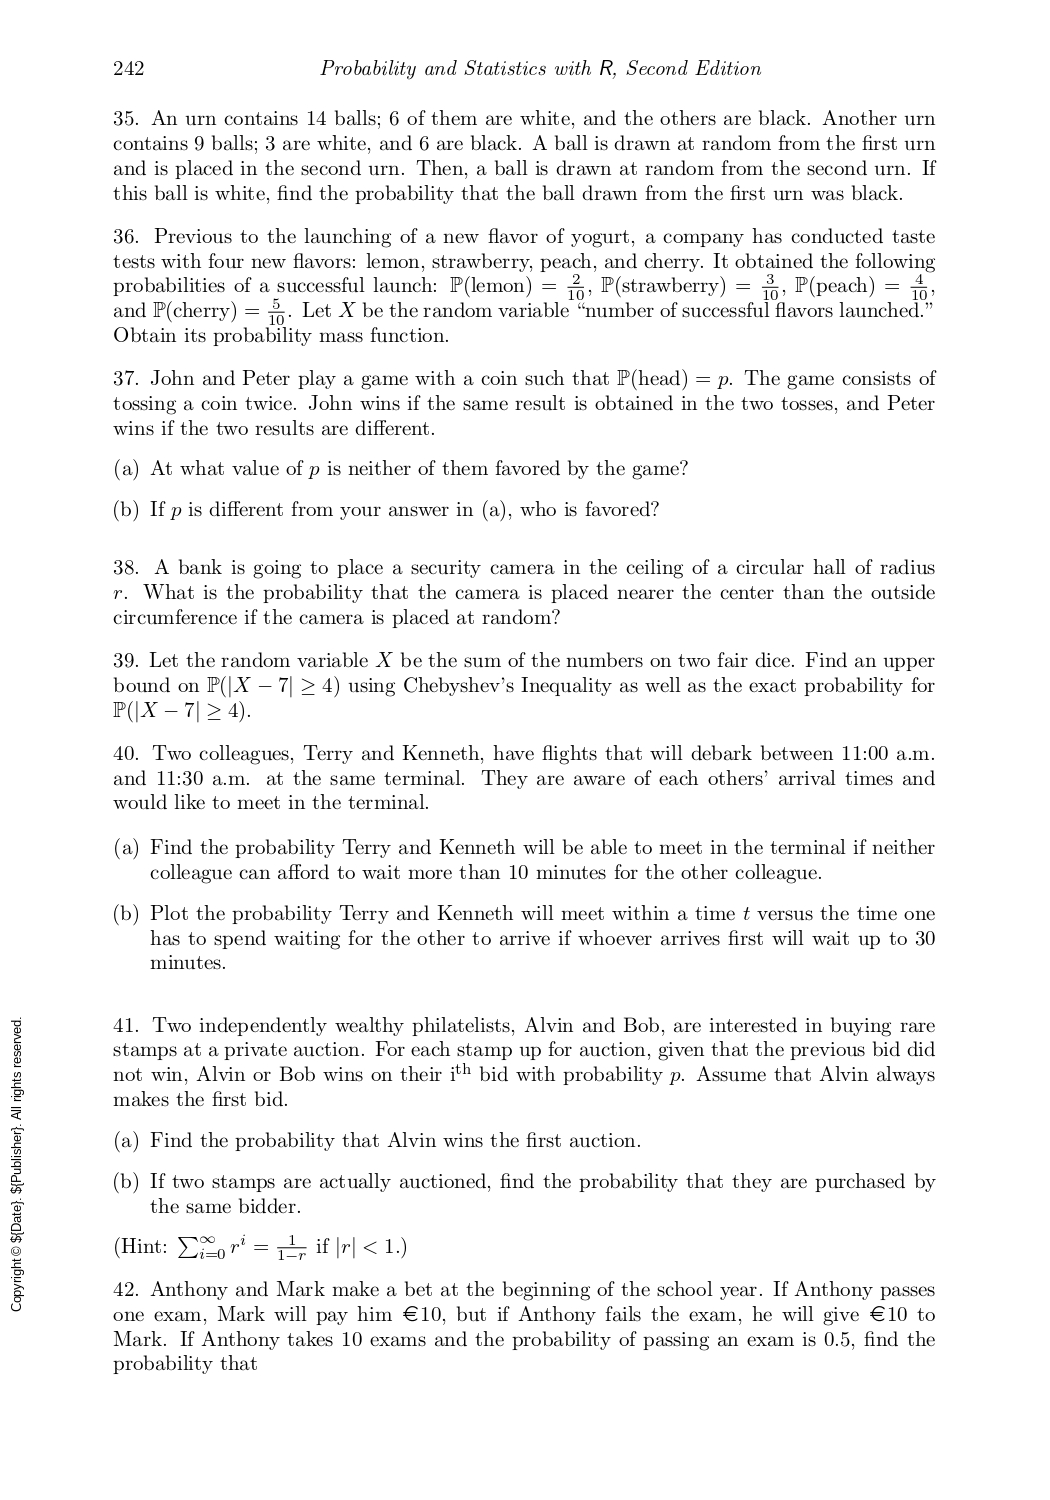 242 Probability and Statistics with R, Second Edition
35. An urn contains 14 balls; 6 of them are white, and the others are black. Another urn
contains 9 balls; 3 are white, and 6 are black. A ball is drawn at random from the first urn
and is placed in the second urn. Then, a ball is drawn at random from the second urn. If
this ball is white, find the probability that the ball drawn from the first urn was black.
36. Previous to the launching of a new flavor of yogurt, a company has conducted taste
tests with four new flavors: lemon, strawberry, peach, and cherry. It obtained the following
probabilities of a successful launch: ℙ(lemon) = 2/10, ℙ(strawberry) = 3/10, ℙ(peach) = 4/10,
and ℙ(cherry) = 5/10. Let X be the random variable “number of successful flavors launched.”
Obtain its probability mass function.
37. John and Peter play a game with a coin such that ℙ(head) = p. The game consists of
tossing a coin twice. John wins if the same result is obtained in the two tosses, and Peter
wins if the two results are different.
(a) At what value of p is neither of them favored by the game?
(b) If p is different from your answer in (a), who is favored?
38. A bank is going to place a security camera in the ceiling of a circular hall of radius
r. What is the probability that the camera is placed nearer the center than the outside
circumference if the camera is placed at random?
39. Let the random variable X be the sum of the numbers on two fair dice. Find an upper
bound on ℙ(|X − 7| ≥ 4) using Chebyshev’s Inequality as well as the exact probability for
ℙ(|X − 7| ≥ 4).
40. Two colleagues, Terry and Kenneth, have flights that will debark between 11:00 a.m.
and 11:30 a.m. at the same terminal. They are aware of each others’ arrival times and
would like to meet in the terminal.
(a) Find the probability Terry and Kenneth will be able to meet in the terminal if neither
colleague can afford to wait more than 10 minutes for the other colleague.
(b) Plot the probability Terry and Kenneth will meet within a time t versus the time one
has to spend waiting for the other to arrive if whoever arrives first will wait up to 30
minutes.
41. Two independently wealthy philatelists, Alvin and Bob, are interested in buying rare
stamps at a private auction. For each stamp up for auction, given that the previous bid did
not win, Alvin or Bob wins on their iᵗʰ bid with probability p. Assume that Alvin always
makes the first bid.
(a) Find the probability that Alvin wins the first auction.
(b) If two stamps are actually auctioned, find the probability that they are purchased by
the same bidder.
(Hint: ∑_{i=0}^{∞} r^i = 1/(1−r) if |r| < 1.)
42. Anthony and Mark make a bet at the beginning of the school year. If Anthony passes
one exam, Mark will pay him €10, but if Anthony fails the exam, he will give €10 to
Mark. If Anthony takes 10 exams and the probability of passing an exam is 0.5, find the
probability that
Copyright © ${Date}. ${Publisher}. All rights reserved.